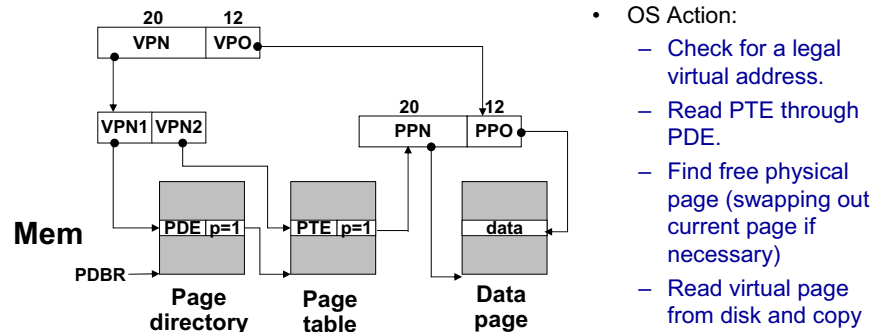 20 12
VPN VPO
VPN1 VPN2
20 12
PPN PPO
Mem
PDE p=1
PTE p=1
data
PDBR
Page
directory
Page
table
Data
page
• OS Action:
– Check for a legal
virtual address.
– Read PTE through
PDE.
– Find free physical
page (swapping out
current page if
necessary)
– Read virtual page
from disk and copy